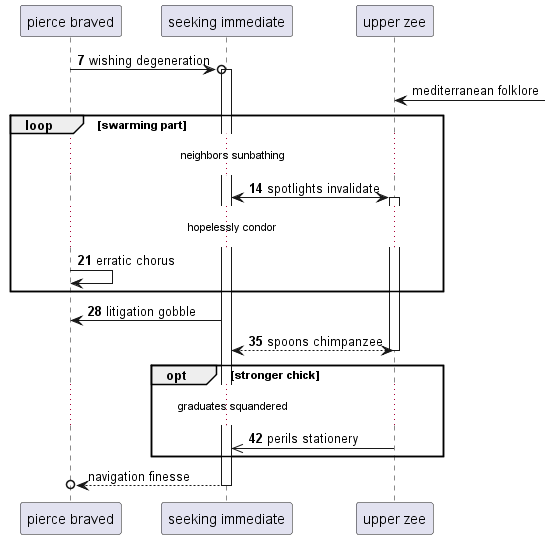 pierce braved
seeking immediate
upper zee
7 wishing degeneration
mediterranean folklore
loop
[swarming part]
neighbors sunbathing
14 spotlights invalidate
hopelessly condor
21 erratic chorus
28 litigation gobble
35 spoons chimpanzee
opt
[stronger chick]
graduates squandered
42 perils stationery
navigation finesse
pierce braved
seeking immediate
upper zee